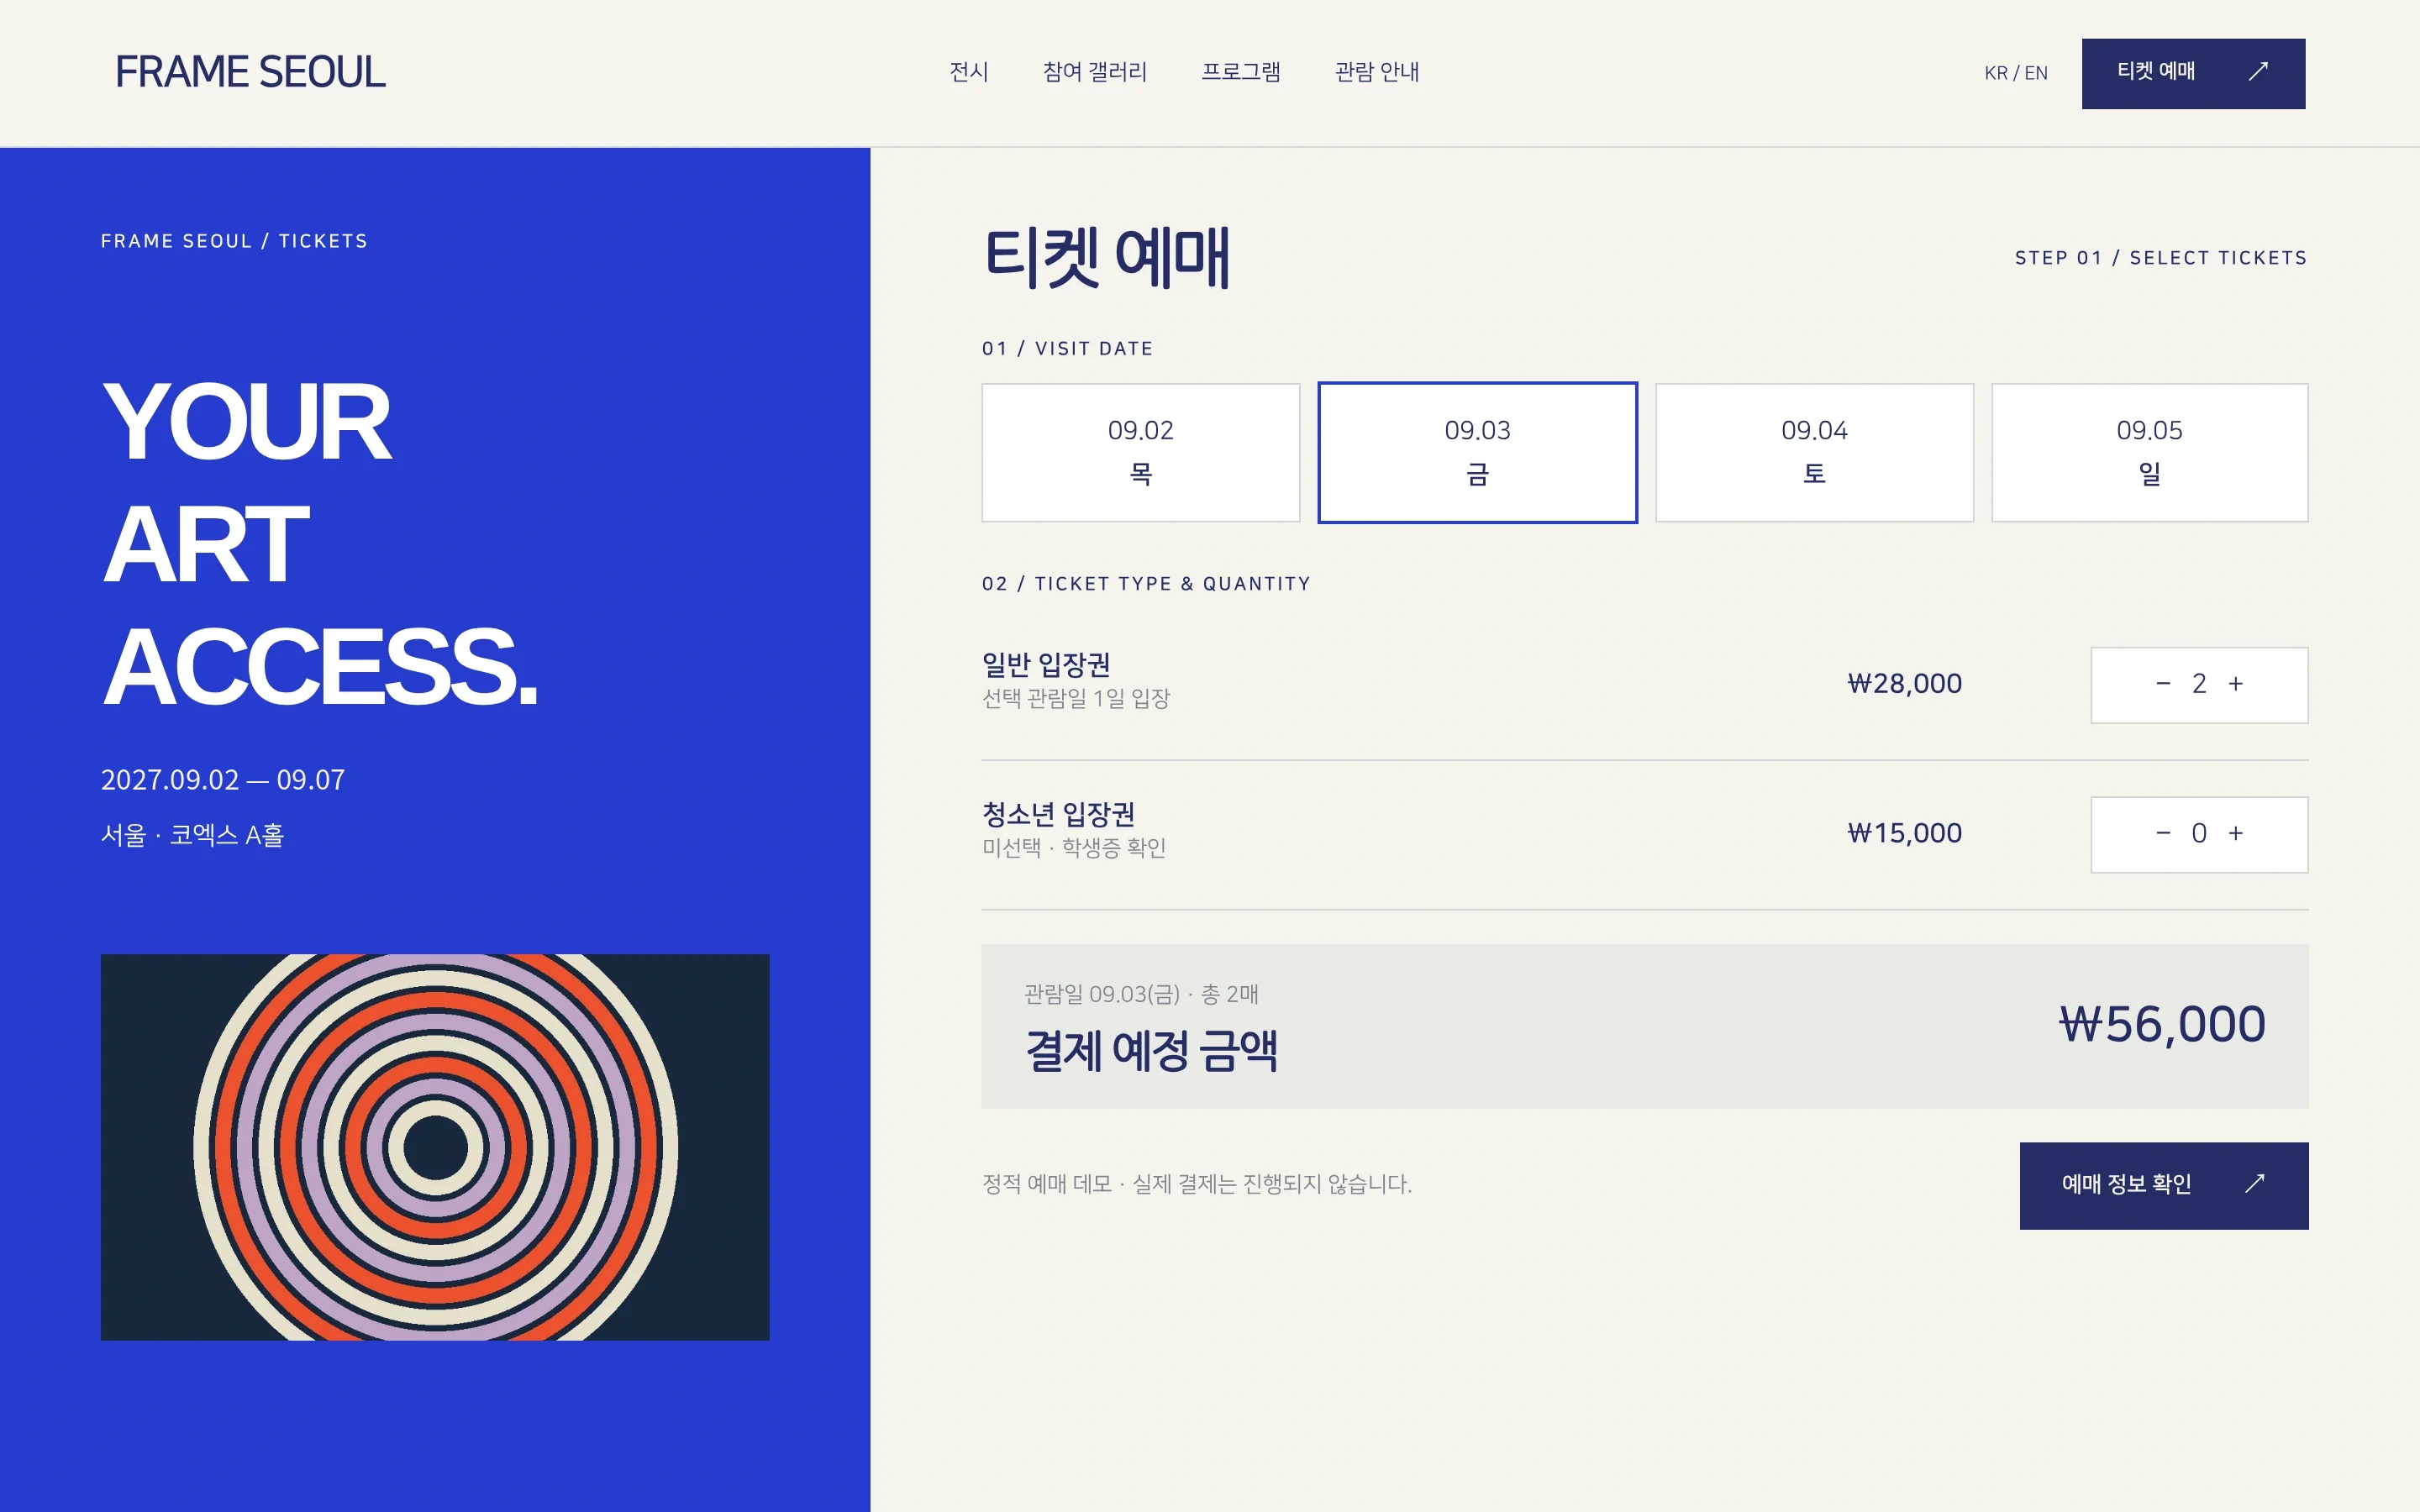 FRAME SEOUL
전시 참여 갤러리 프로그램 관람 안내
KR / EN
티켓 예매 ↗
FRAME SEOUL / TICKETS
YOUR
ART
ACCESS.
2027.09.02 — 09.07
서울 · 코엑스 A홀
티켓 예매
STEP 01 / SELECT TICKETS
01 / VISIT DATE
09.02
목
09.03
금
09.04
토
09.05
일
02 / TICKET TYPE & QUANTITY
일반 입장권
선택 관람일 1일 입장
₩28,000
− 2 +
청소년 입장권
미선택 · 학생증 확인
₩15,000
− 0 +
관람일 09.03(금) · 총 2매
결제 예정 금액
₩56,000
정적 예매 데모 · 실제 결제는 진행되지 않습니다.
예매 정보 확인 ↗